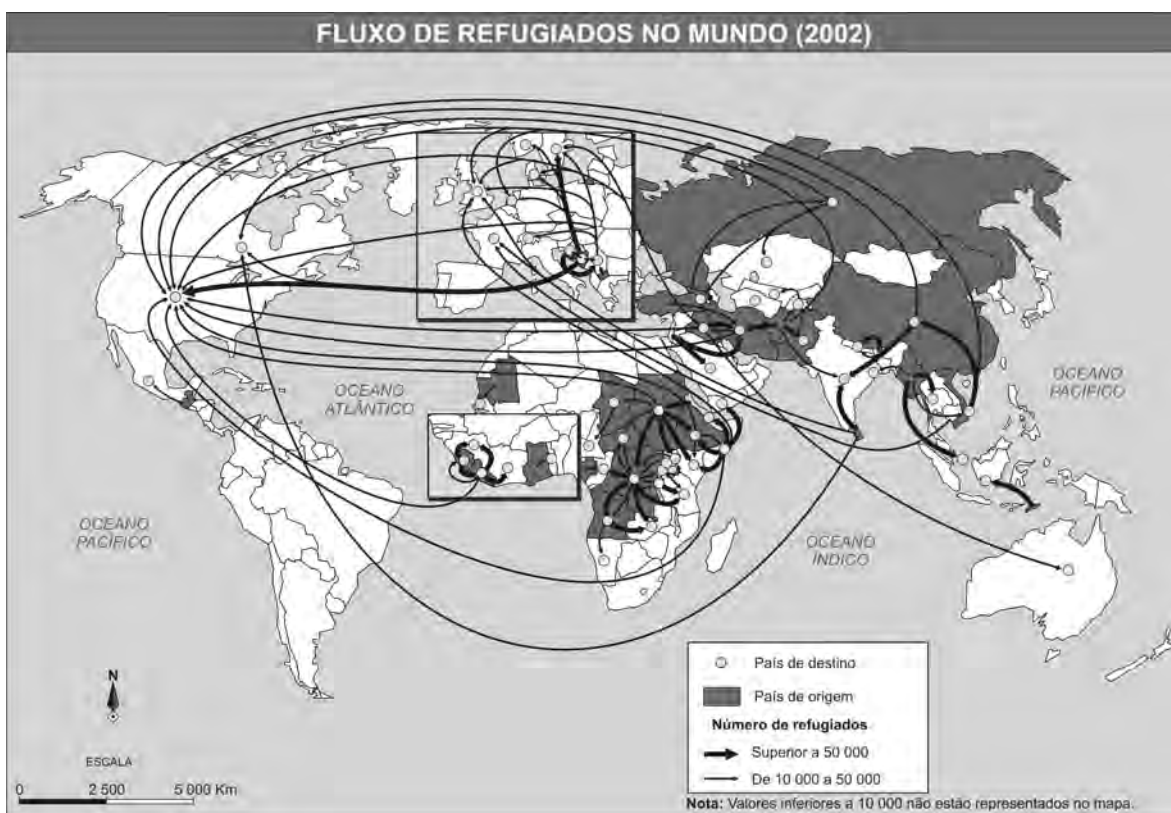 FLUXO DE REFUGIADOS NO MUNDO (2002)
OCEANO
ATLÂNTICO
OCEANO
PACÍFICO
OCEANO
PACÍFICO
OCEANO
ÍNDICO
N
ESCALA
0 2 500 5 000 Km
País de destino
País de origem
Número de refugiados
Superior a 50 000
De 10 000 a 50 000
Nota: Valores inferiores a 10 000 não estão representados no mapa.